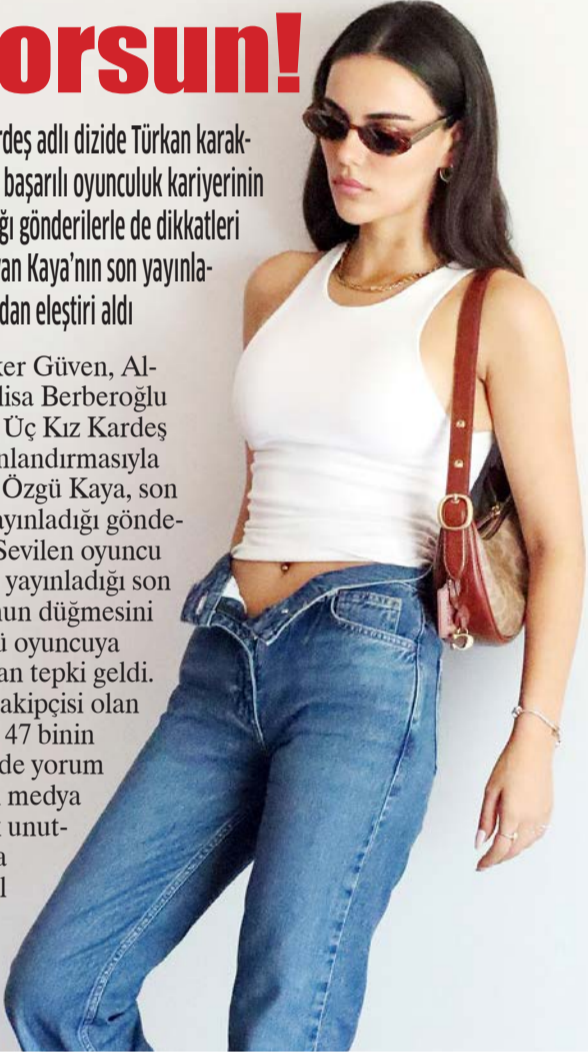 orsun!
rdeş adlı dizide Türkan karak-
başarılı oyunculuk kariyerinin
ğı gönderilerle de dikkatleri
van Kaya'nın son yayınla-
dan eleştiri aldı
ker Güven, Al-
lisa Berberoğlu
Üç Kız Kardeş
nlandırmasıyla
Özgü Kaya, son
ayınladığı gönde-
Sevilen oyuncu
yayınladığı son
nun düğmesini
ü oyuncuya
an tepki geldi.
akipçisi olan
47 binin
de yorum
medya
unut-
a
l